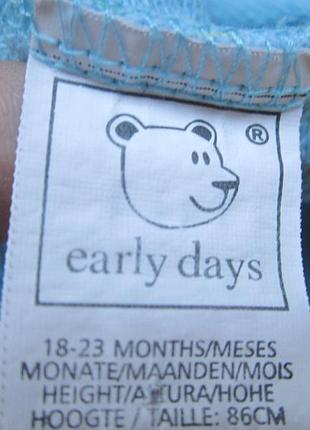 ®
early days
18-23 MONTHS/MESES
MONATE/MAANDEN/MOIS
HEIGHT/ALTURA/HOHE
HOOGTE / TAILLE: 86CM